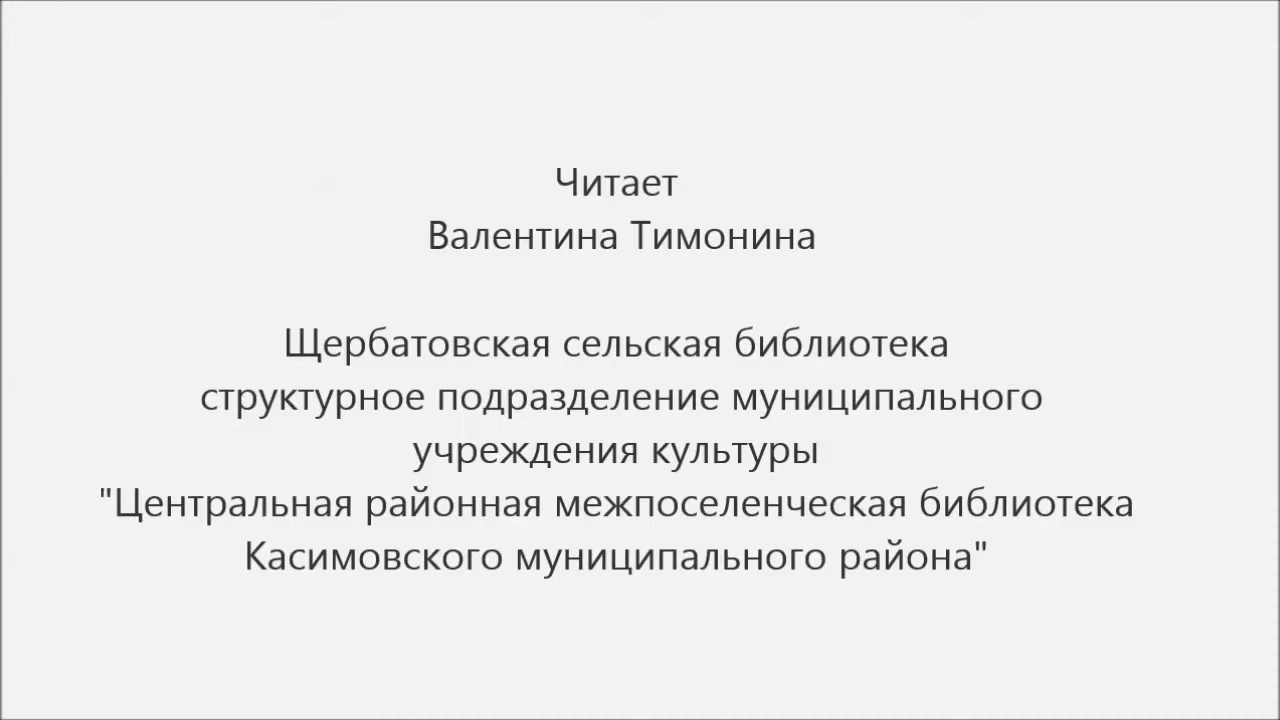 Читает
Валентина Тимонина
Щербатовская сельская библиотека
структурное подразделение муниципального
учреждения культуры
"Центральная районная межпоселенческая библиотека
Касимовского муниципального района"